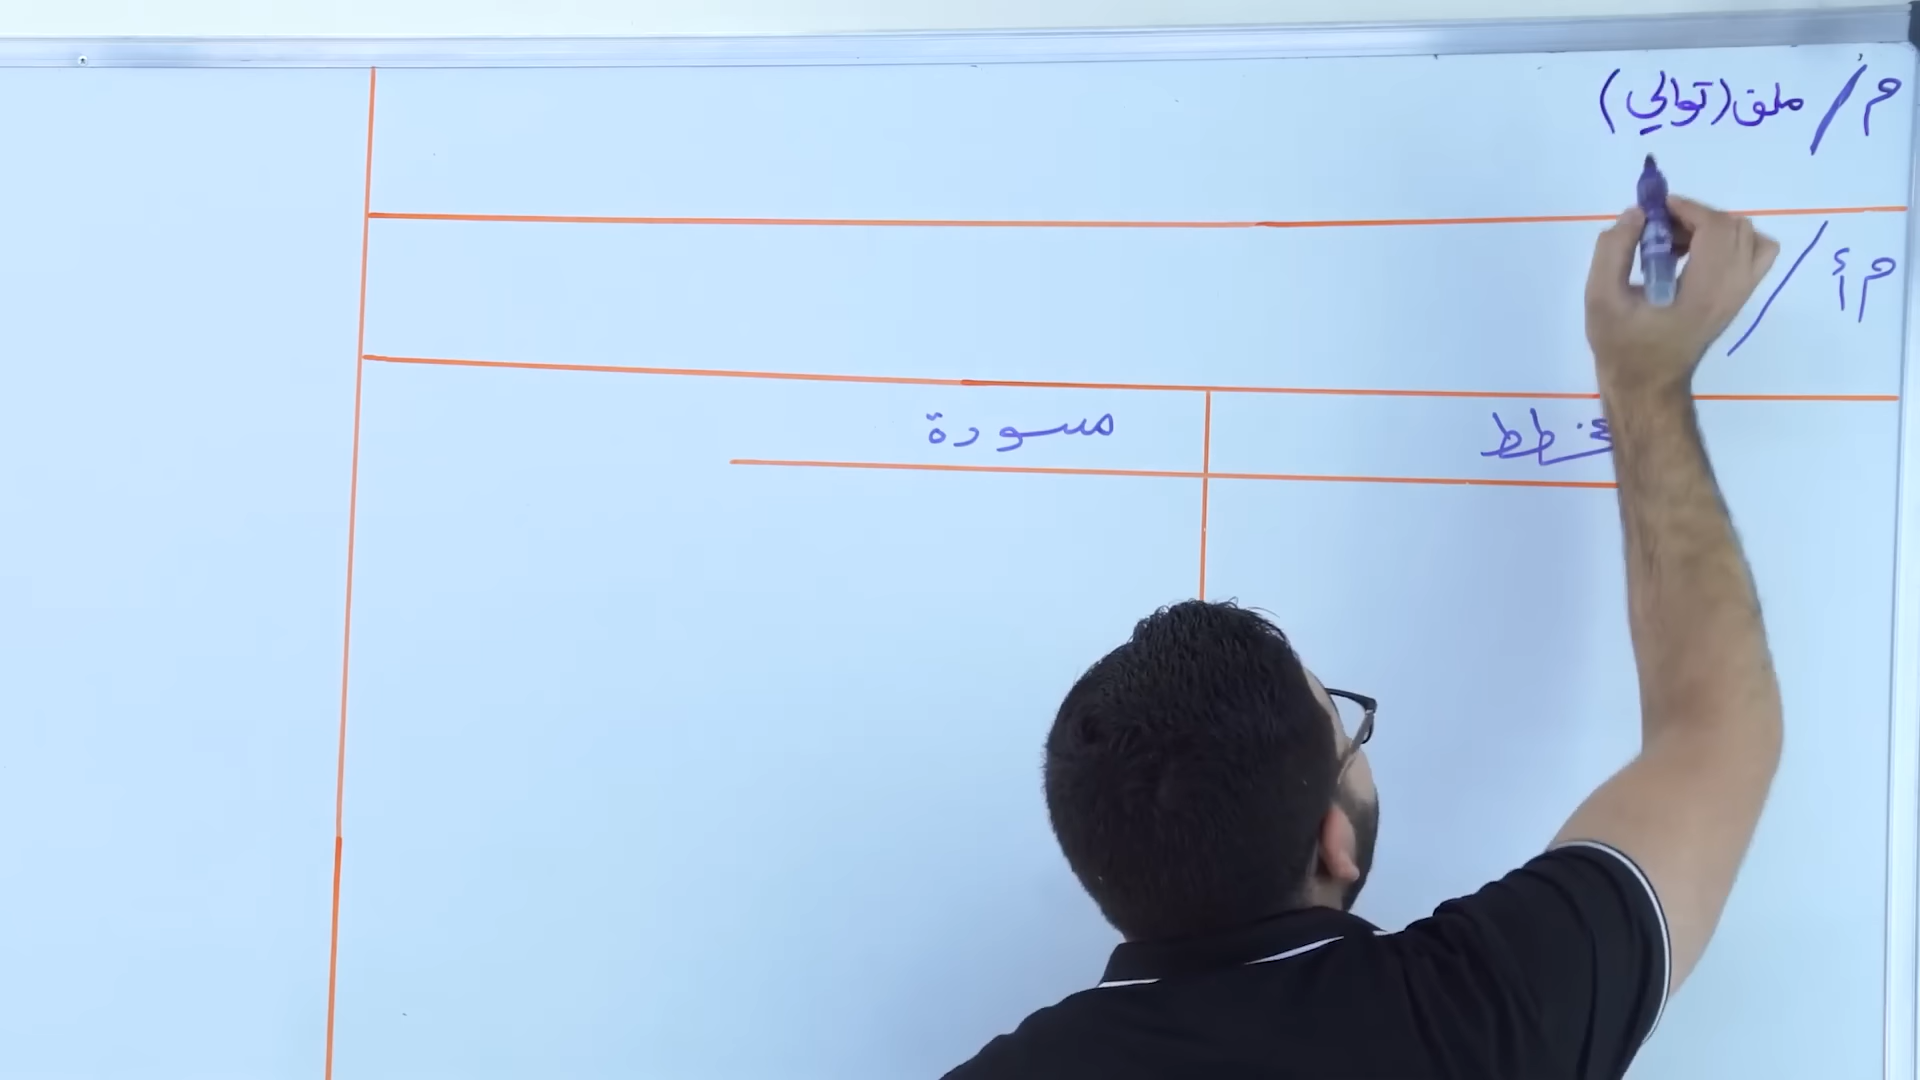 م / ملف (توالي)
م أ /
مخطط
مسودة